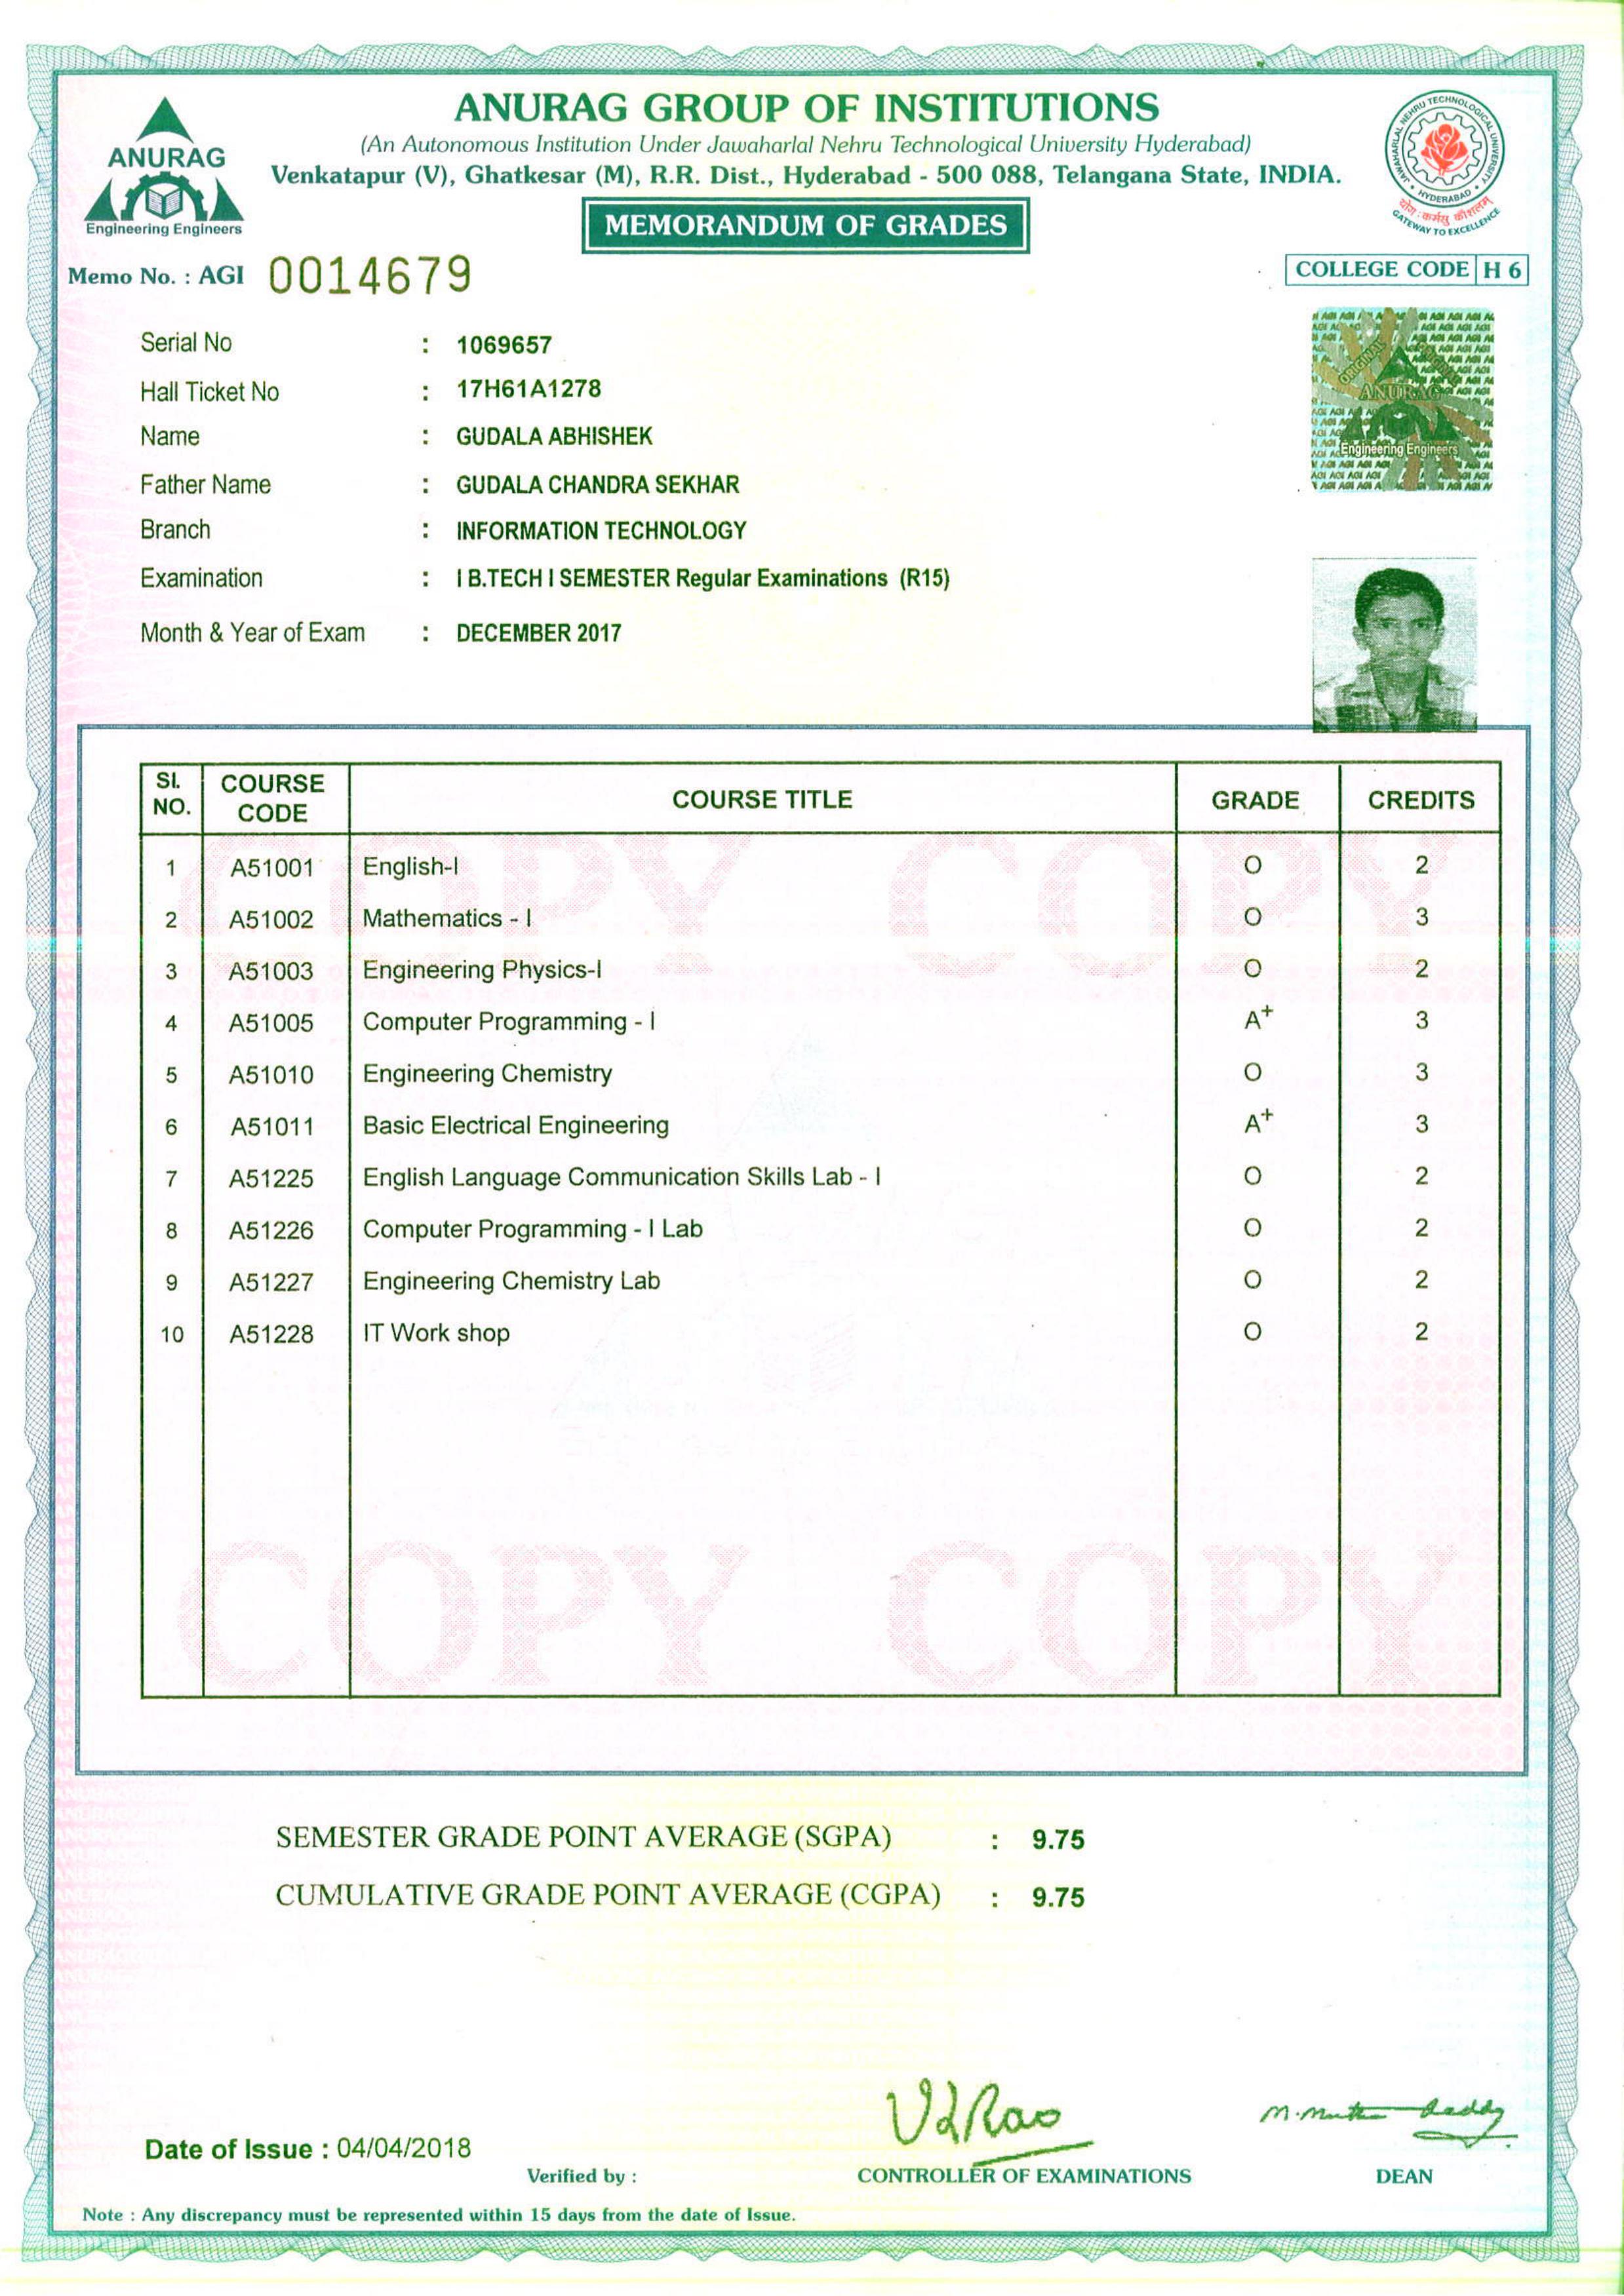 ANURAG GROUP OF INSTITUTIONS
(An Autonomous Institution Under Jawaharlal Nehru Technological University Hyderabad)
Venkatapur (V), Ghatkesar (M), R.R. Dist., Hyderabad - 500 088, Telangana State, INDIA.
ANURAG
Engineering Engineers
JAWAHARLAL NEHRU TECHNOLOGICAL UNIVERSITY
HYDERABAD
योगः कर्मसु कौशलम्
GATEWAY TO EXCELLENCE
MEMORANDUM OF GRADES
Memo No. : AGI 0014679
COLLEGE CODE H 6
ORIGINAL
ANURAG
Engineering Engineers
Serial No : 1069657
Hall Ticket No : 17H61A1278
Name : GUDALA ABHISHEK
Father Name : GUDALA CHANDRA SEKHAR
Branch : INFORMATION TECHNOLOGY
Examination : I B.TECH I SEMESTER Regular Examinations (R15)
Month & Year of Exam : DECEMBER 2017
SI. NO. COURSE CODE COURSE TITLE GRADE CREDITS
COPY COPY
1 A51001 English-I O 2
2 A51002 Mathematics - I O 3
3 A51003 Engineering Physics-I O 2
4 A51005 Computer Programming - I A+ 3
5 A51010 Engineering Chemistry O 3
6 A51011 Basic Electrical Engineering A+ 3
7 A51225 English Language Communication Skills Lab - I O 2
8 A51226 Computer Programming - I Lab O 2
9 A51227 Engineering Chemistry Lab O 2
10 A51228 IT Work shop O 2
COPY COPY
SEMESTER GRADE POINT AVERAGE (SGPA) : 9.75
CUMULATIVE GRADE POINT AVERAGE (CGPA) : 9.75
Date of Issue : 04/04/2018
Verified by :
CONTROLLER OF EXAMINATIONS
DEAN
Note : Any discrepancy must be represented within 15 days from the date of Issue.